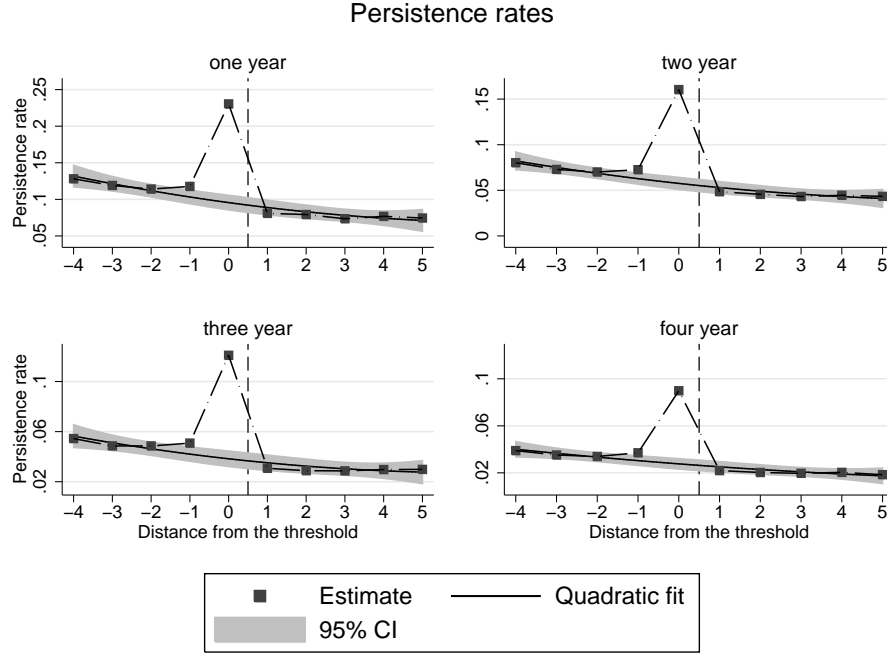 Persistence rates
one year
Persistence rate
.05 .1 .15 .2 .25
−4 −3 −2 −1 0 1 2 3 4 5
two year
0 .05 .1 .15
−4 −3 −2 −1 0 1 2 3 4 5
three year
Persistence rate
.02 .06 .1
−4 −3 −2 −1 0 1 2 3 4 5
Distance from the threshold
four year
.02 .06 .1
−4 −3 −2 −1 0 1 2 3 4 5
Distance from the threshold
Estimate Quadratic fit
95% CI